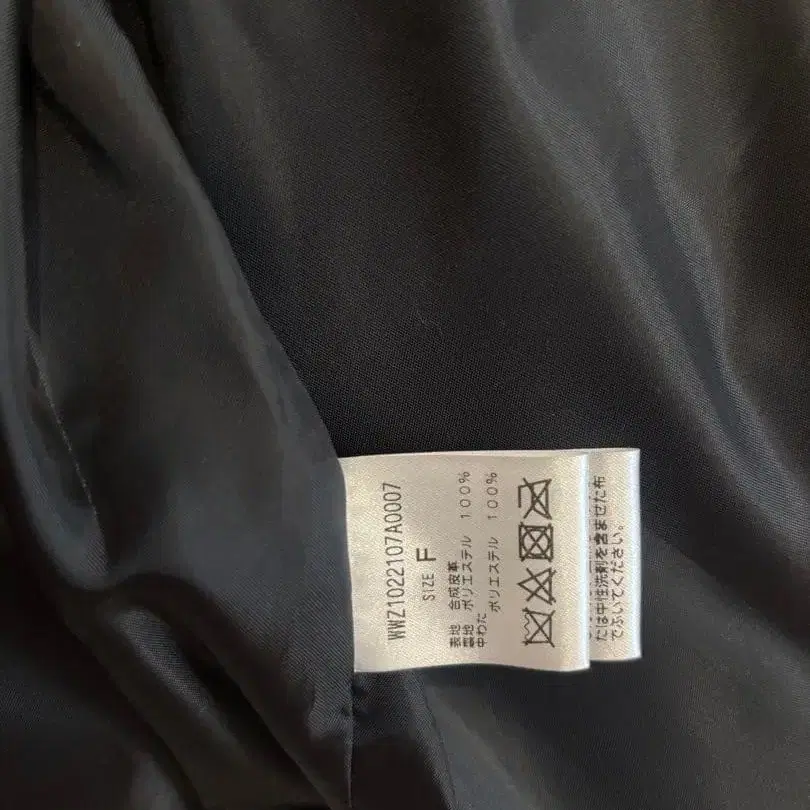 WWZ1022107A0007
SIZE F
表地 合成皮革
裏地 ポリエステル 100%
中わた ポリエステル 100%
たは中性洗剤を含ませた布
でふいてください。